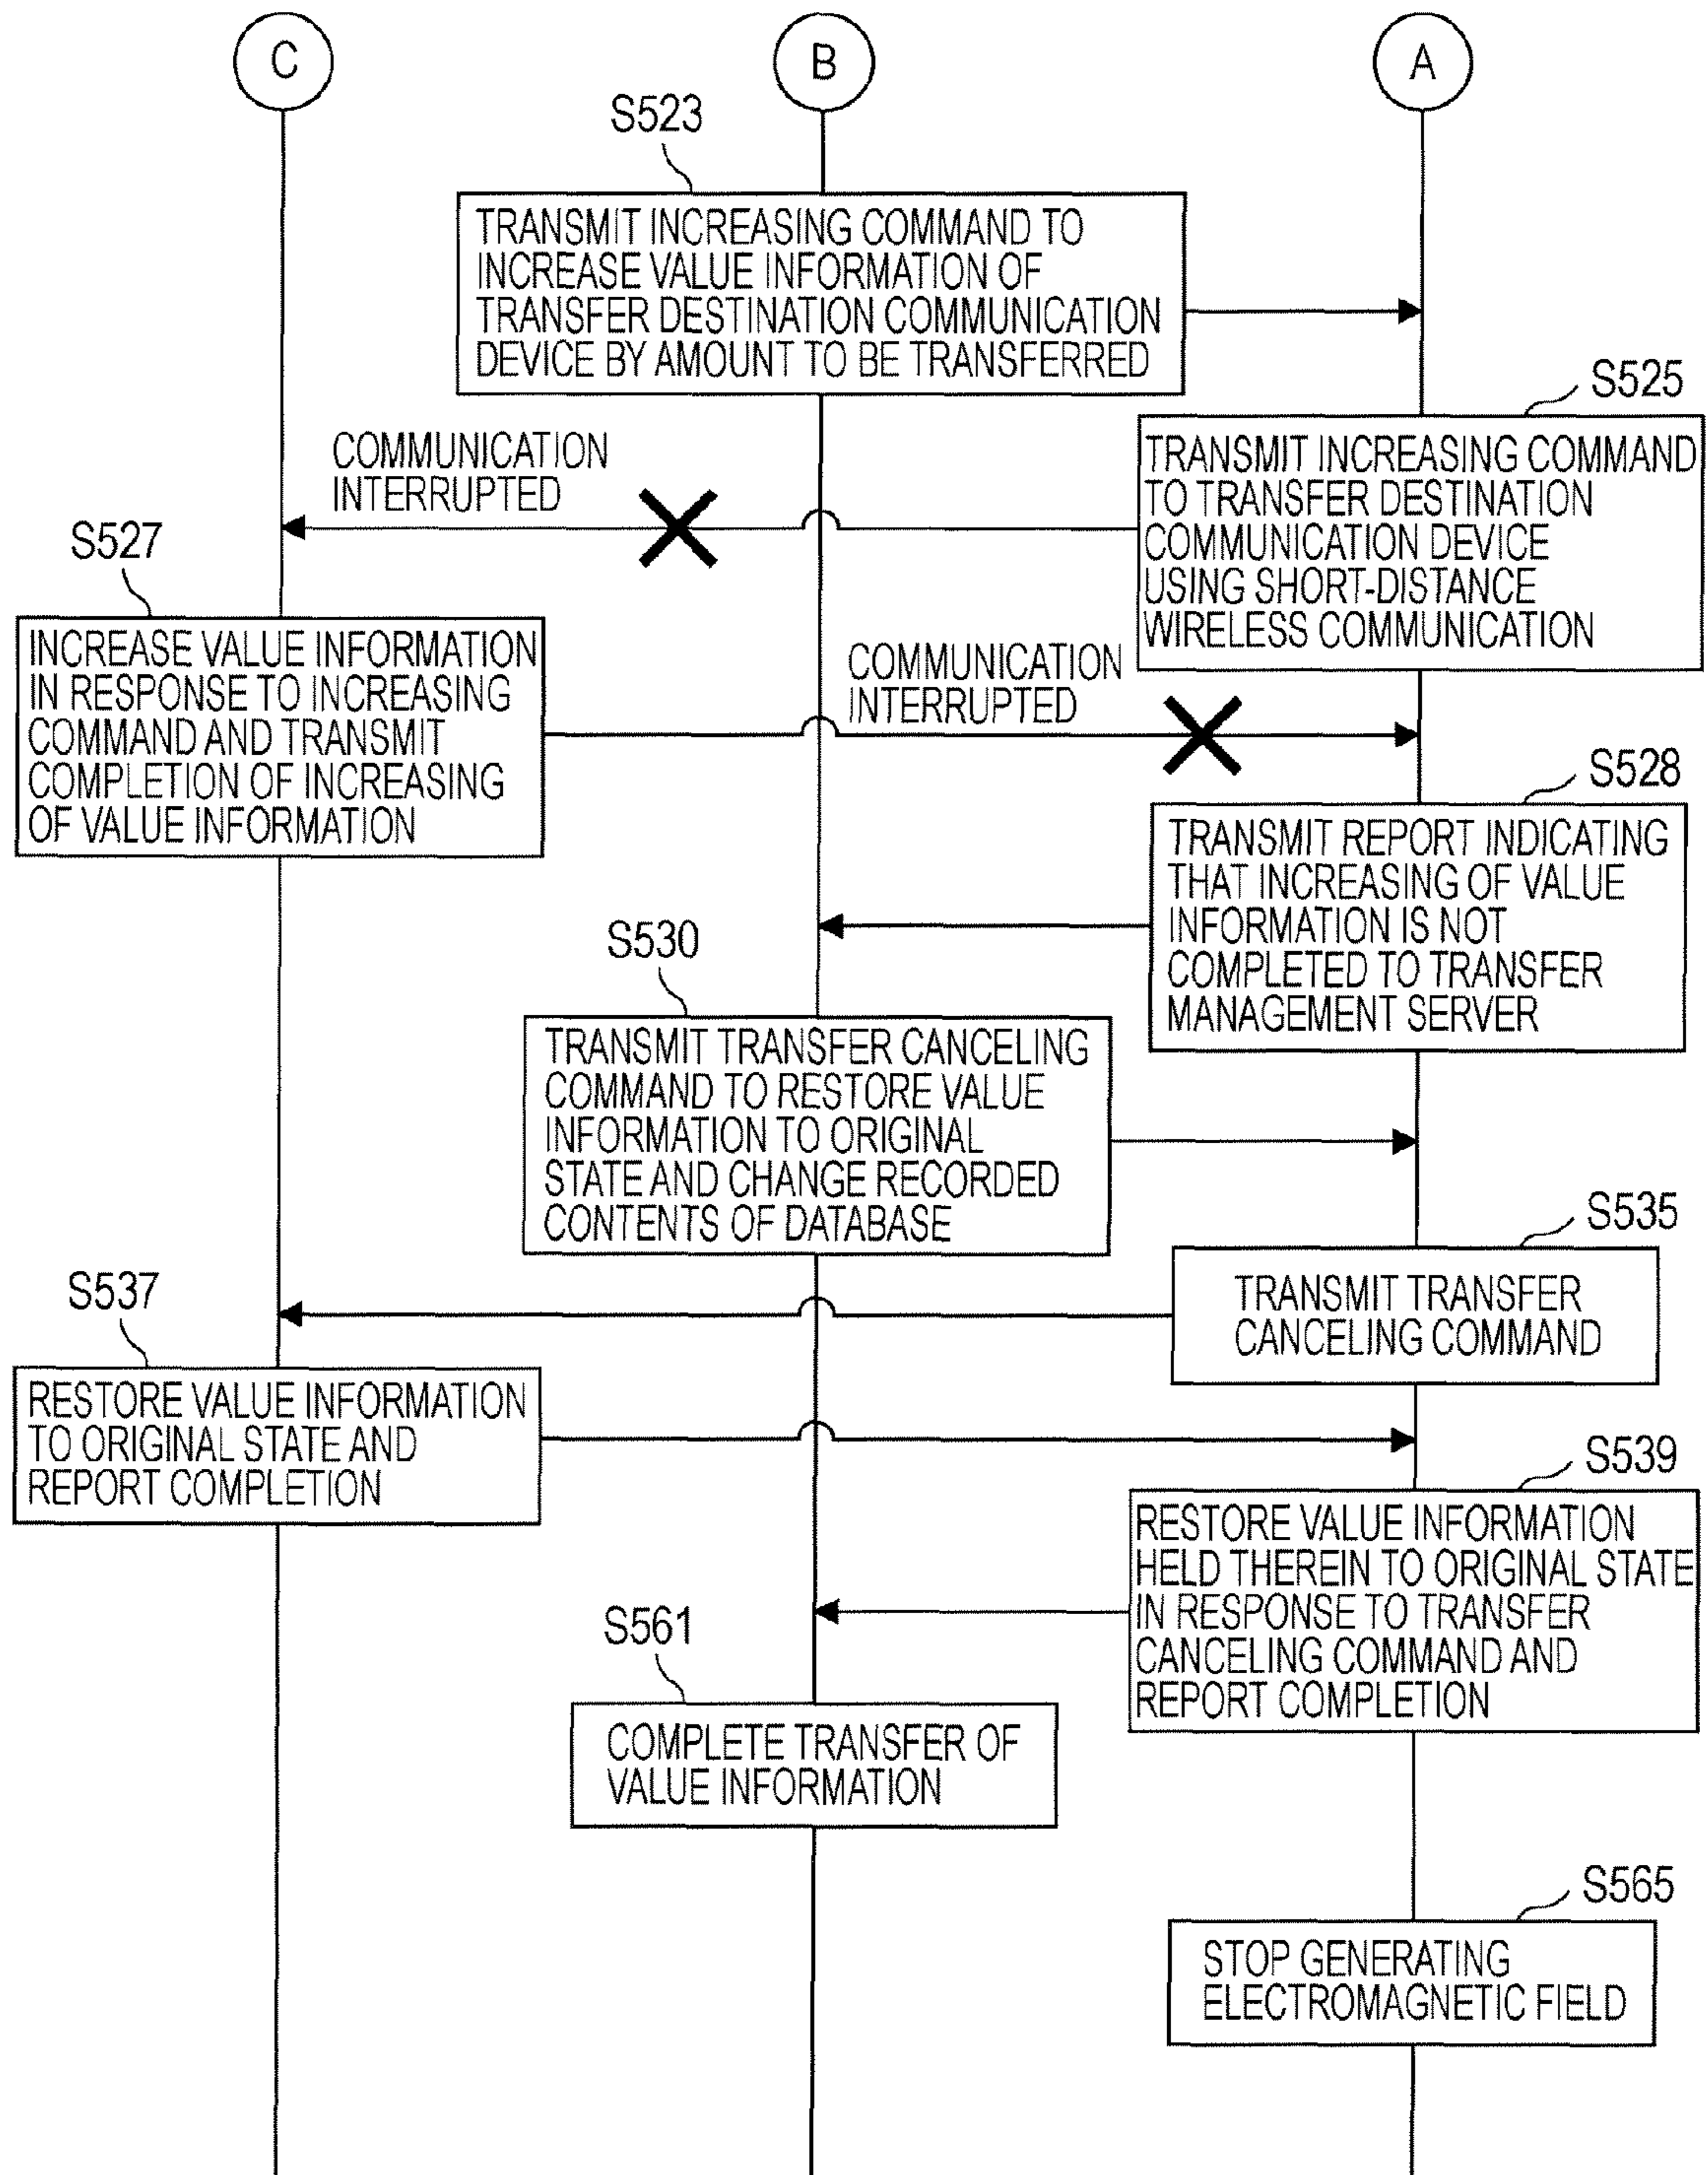 C
B
A
S523
TRANSMIT INCREASING COMMAND TO
INCREASE VALUE INFORMATION OF
TRANSFER DESTINATION COMMUNICATION
DEVICE BY AMOUNT TO BE TRANSFERRED
S525
TRANSMIT INCREASING COMMAND
TO TRANSFER DESTINATION
COMMUNICATION DEVICE
USING SHORT-DISTANCE
WIRELESS COMMUNICATION
COMMUNICATION
INTERRUPTED
S527
INCREASE VALUE INFORMATION
IN RESPONSE TO INCREASING
COMMAND AND TRANSMIT
COMPLETION OF INCREASING
OF VALUE INFORMATION
COMMUNICATION
INTERRUPTED
S528
TRANSMIT REPORT INDICATING
THAT INCREASING OF VALUE
INFORMATION IS NOT
COMPLETED TO TRANSFER
MANAGEMENT SERVER
S530
TRANSMIT TRANSFER CANCELING
COMMAND TO RESTORE VALUE
INFORMATION TO ORIGINAL
STATE AND CHANGE RECORDED
CONTENTS OF DATABASE
S535
TRANSMIT TRANSFER
CANCELING COMMAND
S537
RESTORE VALUE INFORMATION
TO ORIGINAL STATE AND
REPORT COMPLETION
S539
RESTORE VALUE INFORMATION
HELD THEREIN TO ORIGINAL STATE
IN RESPONSE TO TRANSFER
CANCELING COMMAND AND
REPORT COMPLETION
S561
COMPLETE TRANSFER OF
VALUE INFORMATION
S565
STOP GENERATING
ELECTROMAGNETIC FIELD